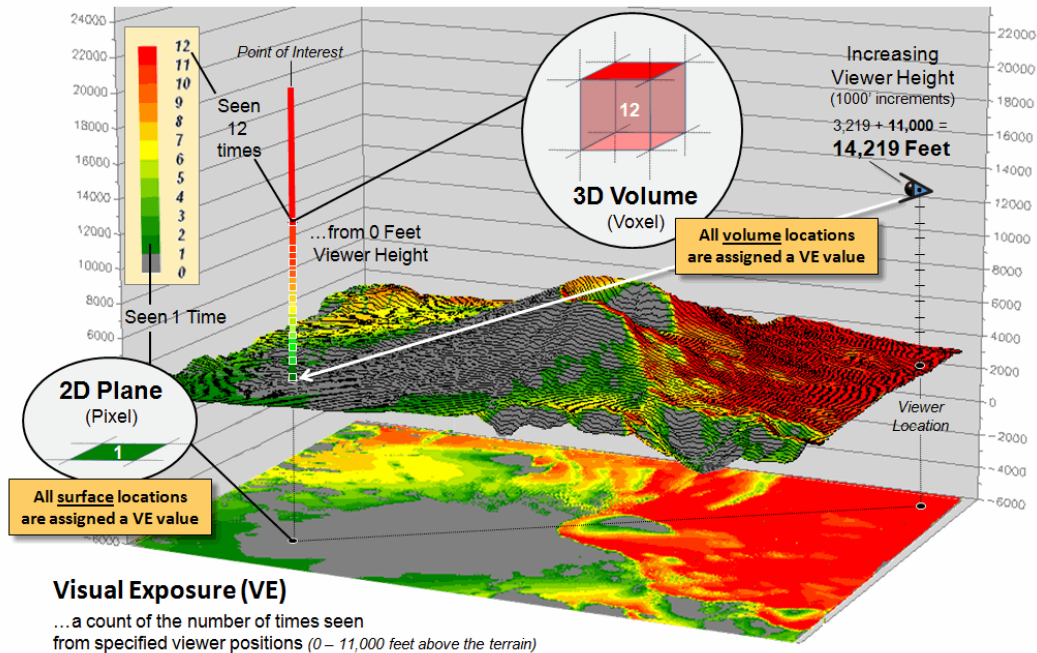 24000
22000
20000
18000
16000
14000
12000
10000
8000
6000
-6000
12
11
10
9
8
7
6
5
4
3
2
1
0
Point of Interest
Seen
12
times
Seen 1 Time
…from 0 Feet
Viewer Height
12
3D Volume
(Voxel)
Increasing
Viewer Height
(1000' increments)
3,219 + 11,000 =
14,219 Feet
All volume locations
are assigned a VE value
22000
20000
18000
16000
14000
12000
10000
8000
6000
4000
2000
0
-2000
-4000
-6000
Viewer
Location
2D Plane
(Pixel)
1
All surface locations
are assigned a VE value
Visual Exposure (VE)
…a count of the number of times seen
from specified viewer positions (0 – 11,000 feet above the terrain)